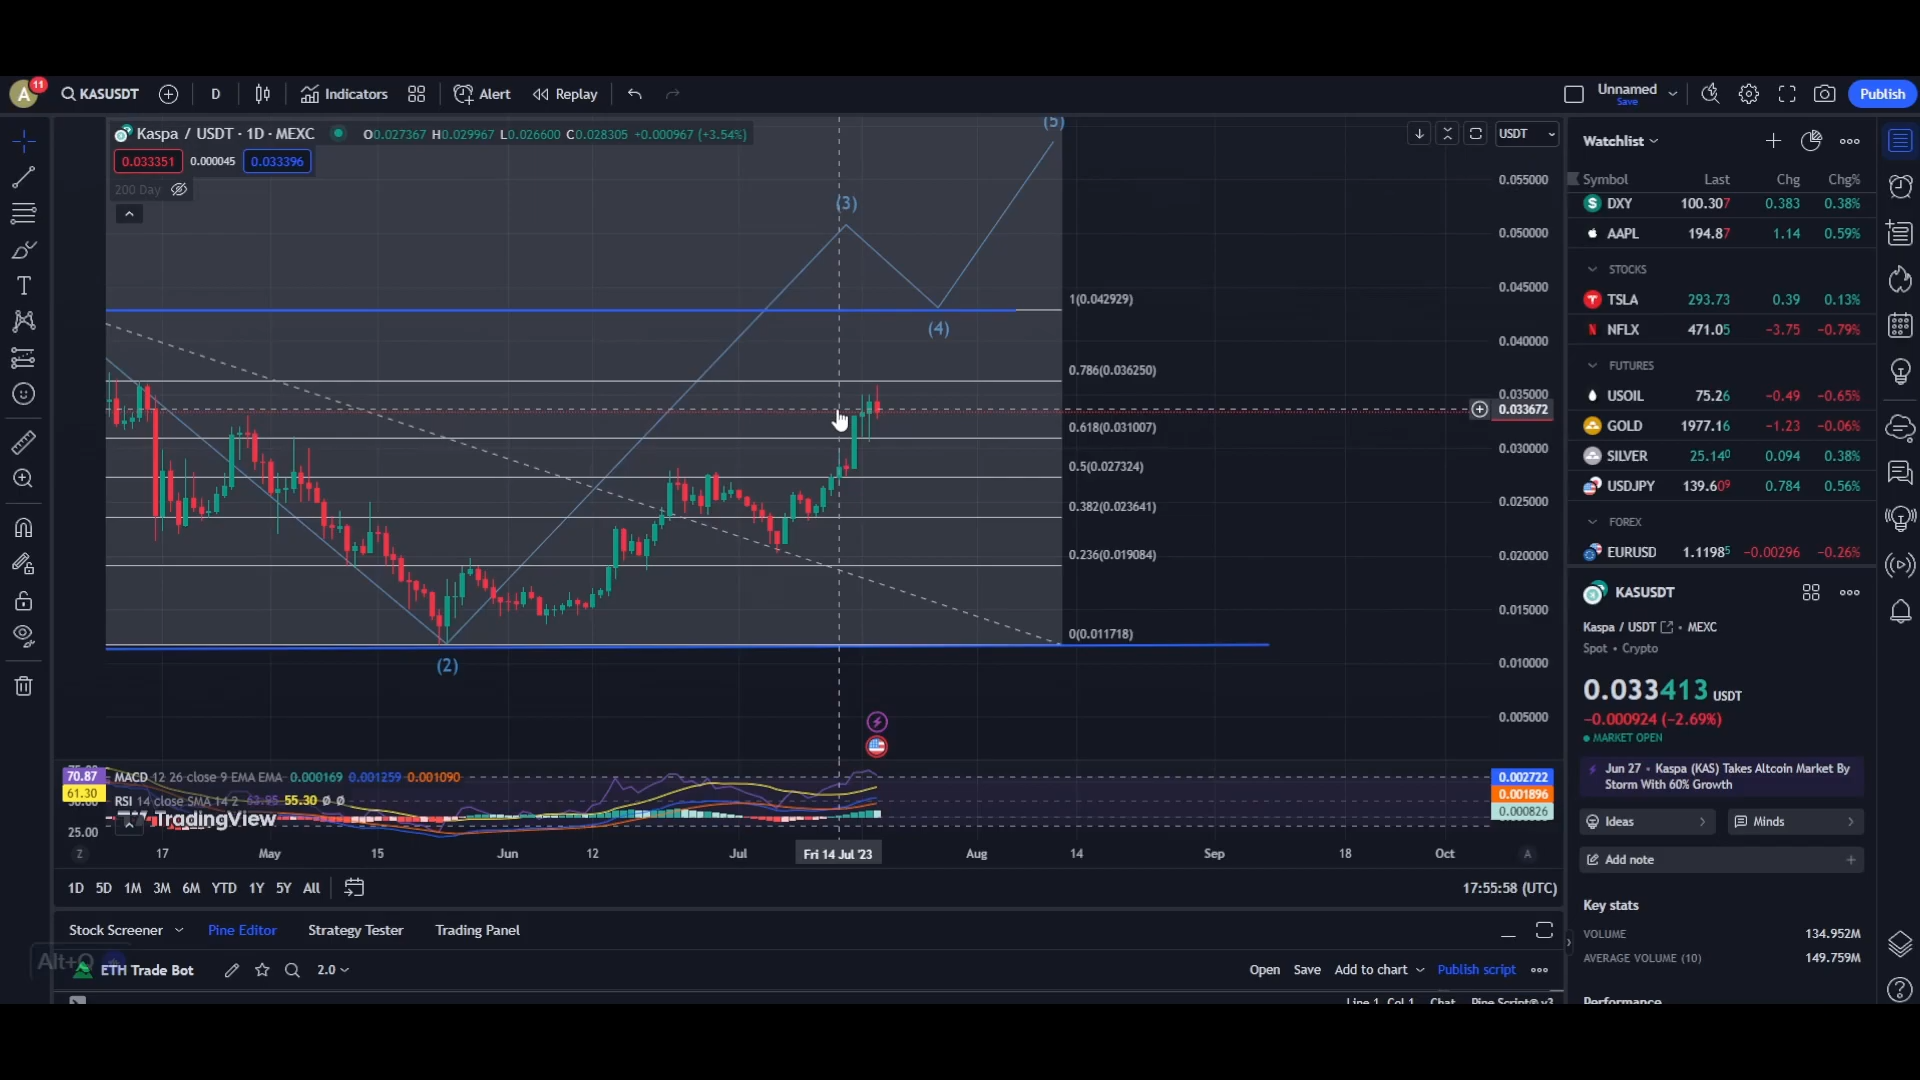 A 11 KASUSDT D Indicators Alert Replay Unnamed Save Publish
Kaspa / USDT · 1D · MEXC O0.027367 H0.029967 L0.026600 C0.028305 +0.000967 (+3.54%)
0.033351 0.000045 0.033396
200 Day
USDT
(5)
(3)
(4)
(2)
1(0.042929)
0.786(0.036250)
0.618(0.031007)
0.5(0.027324)
0.382(0.023641)
0.236(0.019084)
0(0.011718)
0.055000
0.050000
0.045000
0.040000
0.035000
0.033672
0.030000
0.025000
0.020000
0.015000
0.010000
0.005000
70.87
61.30
25.00
MACD 12 26 close 9 EMA EMA 0.000169 0.001259 0.001090
RSI 14 close SMA 14 2 63.95 55.30 Ø Ø
TradingView
0.002722
0.001896
0.000826
Z 17 May 15 Jun 12 Jul Fri 14 Jul '23 Aug 14 Sep 18 Oct A
1D 5D 1M 3M 6M YTD 1Y 5Y All 17:55:58 (UTC)
Stock Screener Pine Editor Strategy Tester Trading Panel
Alt+Q
ETH Trade Bot 2.0 Open Save Add to chart Publish script
Line 1, Col 1 Chat Pine Script® v3
Watchlist
Symbol Last Chg Chg%
DXY 100.307 0.383 0.38%
AAPL 194.87 1.14 0.59%
STOCKS
TSLA 293.73 0.39 0.13%
NFLX 471.05 −3.75 −0.79%
FUTURES
USOIL 75.26 −0.49 −0.65%
GOLD 1977.16 −1.23 −0.06%
SILVER 25.140 0.094 0.38%
USDJPY 139.609 0.784 0.56%
FOREX
EURUSD 1.11985 −0.00296 −0.26%
KASUSDT
Kaspa / USDT • MEXC
Spot • Crypto
0.033413 USDT
−0.000924 (−2.69%)
MARKET OPEN
Jun 27 • Kaspa (KAS) Takes Altcoin Market By
Storm With 60% Growth
Ideas Minds
Add note
Key stats
VOLUME 134.952M
AVERAGE VOLUME (10) 149.759M
Performance